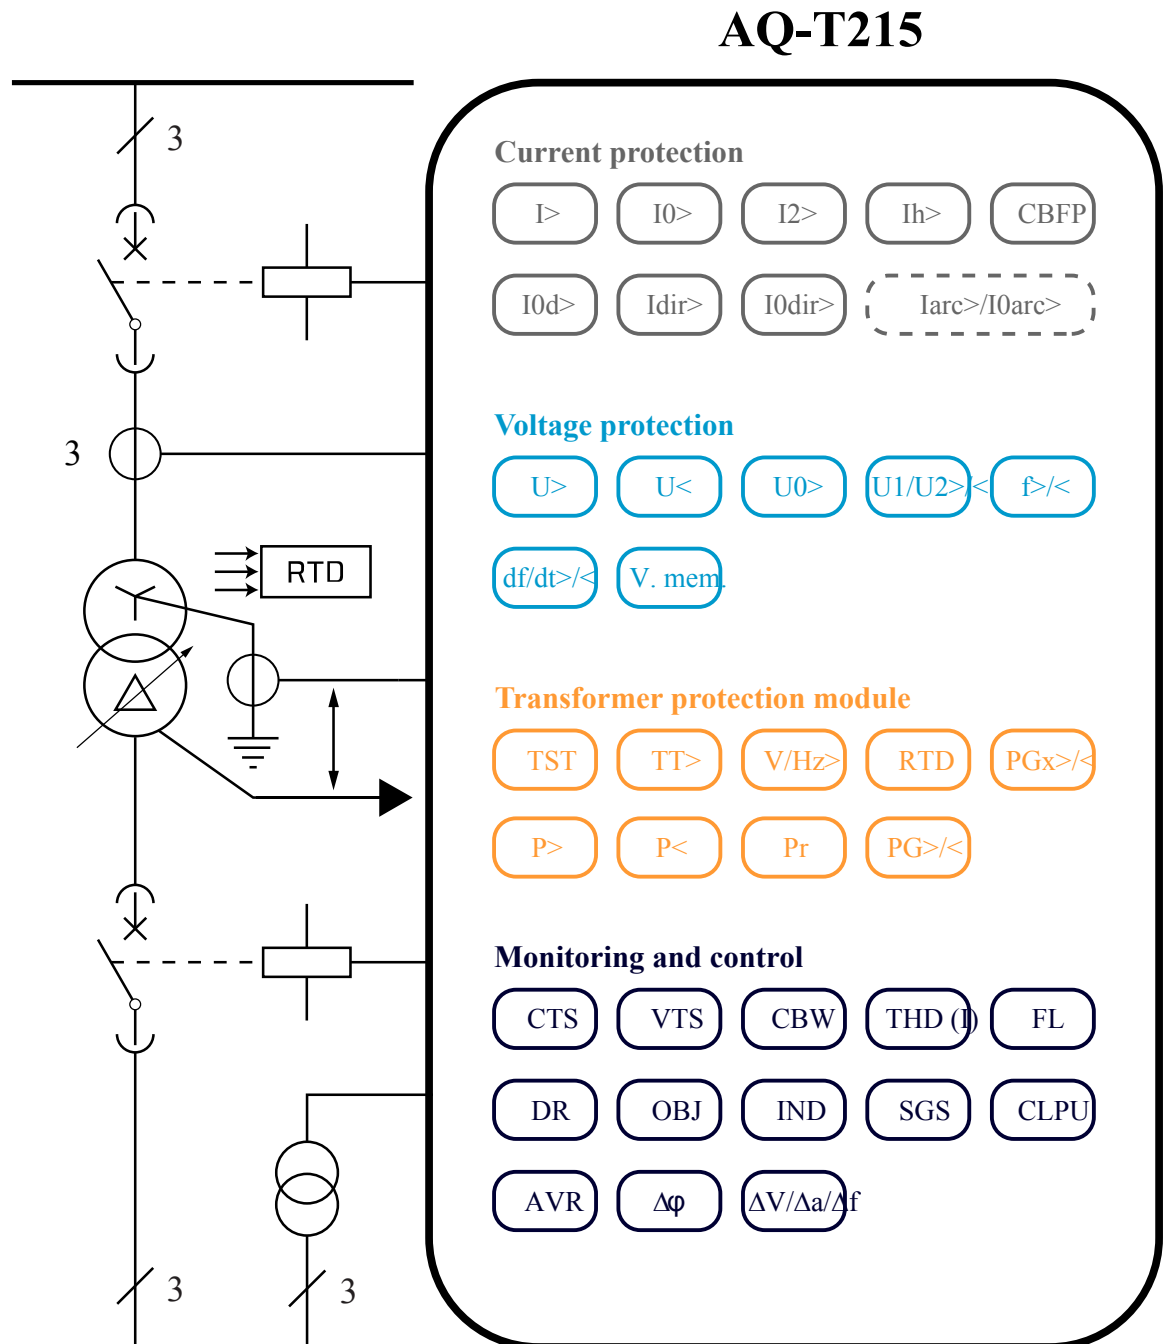 AQ-T215
3
Current protection
I> I0> I2> Ih> CBFP
I0d> Idir> I0dir> Iarc>/I0arc>
Voltage protection
3
U> U< U0> U1/U2>/< f>/<
df/dt>/< V. mem.
RTD
Transformer protection module
TST TT> V/Hz> RTD PGx>/<
P> P< Pr PG>/<
Monitoring and control
CTS VTS CBW THD (I) FL
DR OBJ IND SGS CLPU
AVR Δφ ΔV/Δa/Δf
3 3